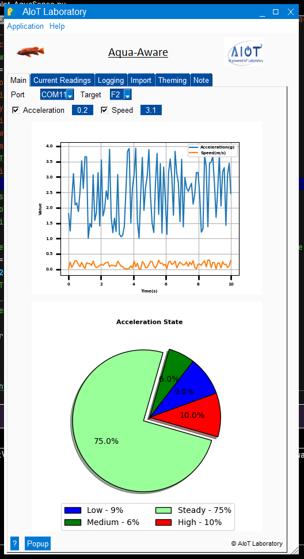 AIoT Laboratory
Application Help
Aqua-Aware
AIOT
Main Current Readings Logging Import Theming Note
Port COM11 Target F2
Acceleration 0.2 Speed 3.1
Acceleration(g)
Speed(m/s)
4.0
3.5
3.0
2.5
2.0
1.5
1.0
0.5
0.0
Value
0 2 4 6 8 10
Time(s)
Acceleration State
6.0%
9.0%
10.0%
75.0%
Low - 9% Steady - 75%
Medium - 6% High - 10%
? Popup © AIoT Laboratory